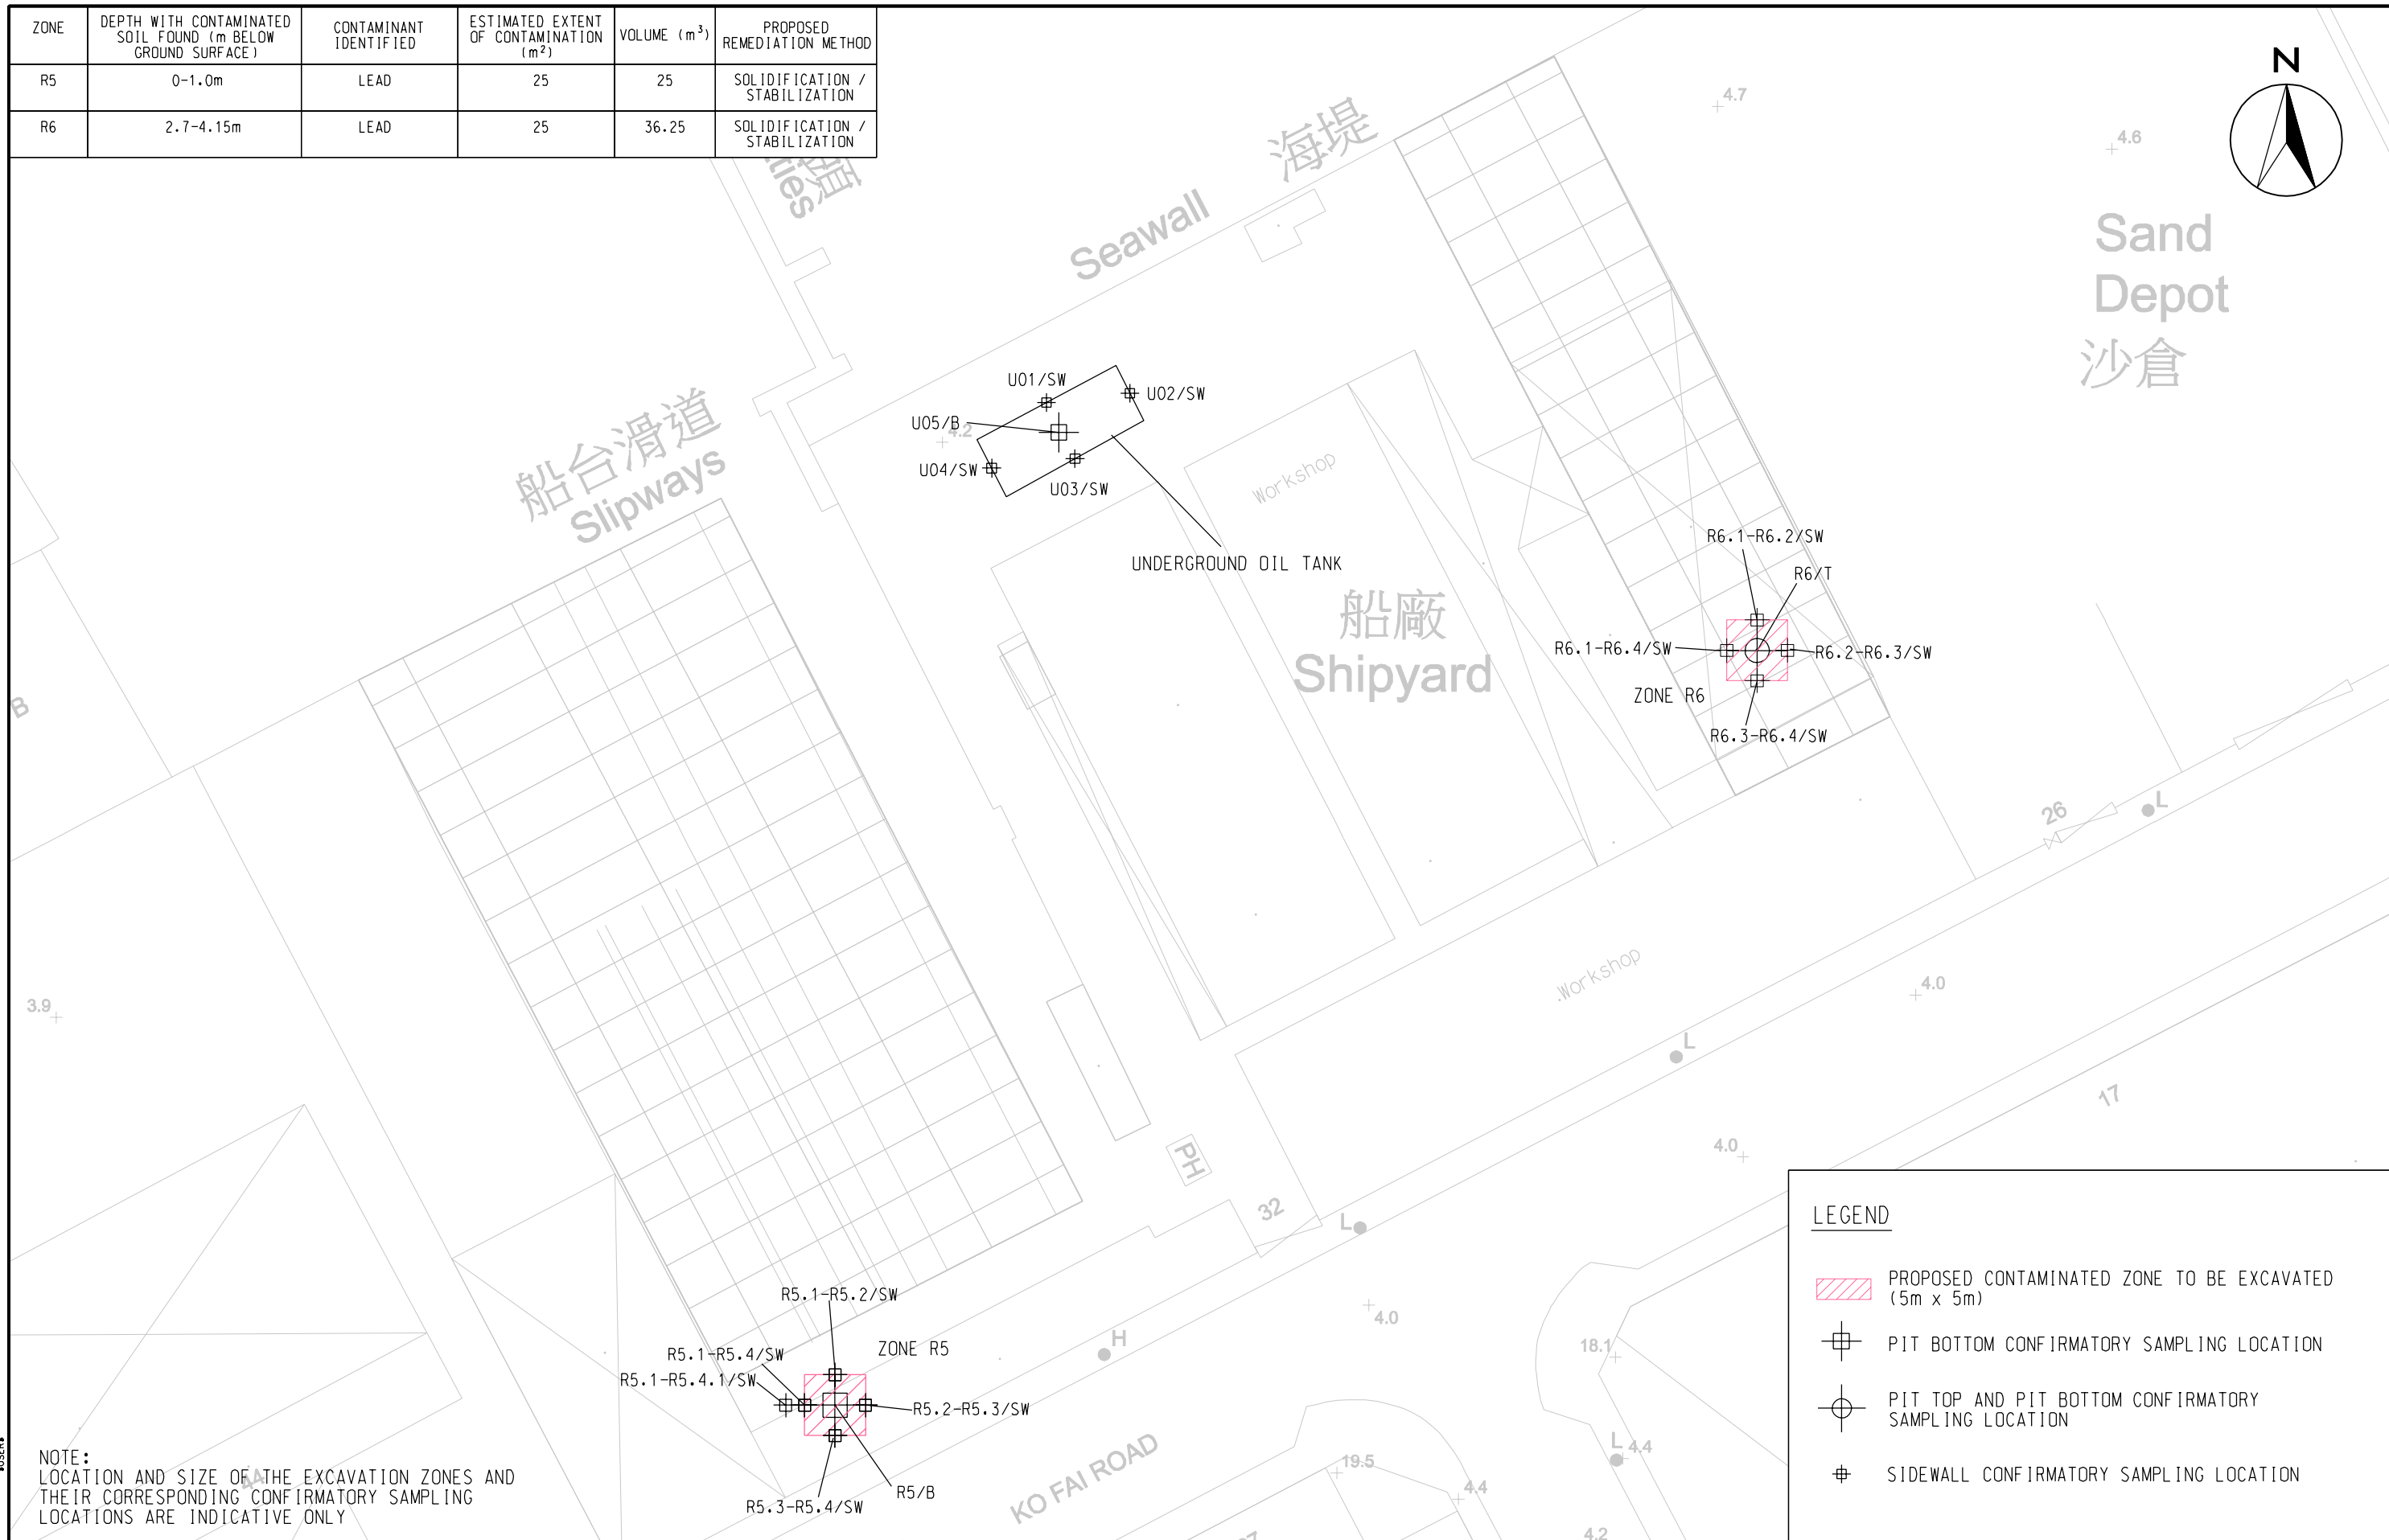 ZONE
DEPTH WITH CONTAMINATED
SOIL FOUND (m BELOW
GROUND SURFACE)
CONTAMINANT
IDENTIFIED
ESTIMATED EXTENT
OF CONTAMINATION
(m²)
VOLUME (m³)
PROPOSED
REMEDIATION METHOD
R5
0-1.0m
LEAD
25
25
SOLIDIFICATION /
STABILIZATION
R6
2.7-4.15m
LEAD
25
36.25
SOLIDIFICATION /
STABILIZATION
N
4.7
4.6
海堤
Seawall
Sand
Depot
沙倉
船台滑道
Slipways
U01/SW
U02/SW
U05/B
4.2
U04/SW
U03/SW
UNDERGROUND OIL TANK
Workshop
船廠
Shipyard
R6.1-R6.2/SW
R6/T
R6.1-R6.4/SW
R6.2-R6.3/SW
ZONE R6
R6.3-R6.4/SW
B
26
L
3.9
Workshop
4.0
L
17
4.0
PH
32
L
4.0
H
18.1
R5.1-R5.2/SW
ZONE R5
R5.1-R5.4/SW
R5.1-R5.4.1/SW
R5.2-R5.3/SW
R5/B
R5.3-R5.4/SW
KO FAI ROAD
19.5
L
4.4
4.4
4.2
44
NOTE:
LOCATION AND SIZE OF THE EXCAVATION ZONES AND
THEIR CORRESPONDING CONFIRMATORY SAMPLING
LOCATIONS ARE INDICATIVE ONLY
LEGEND
PROPOSED CONTAMINATED ZONE TO BE EXCAVATED
(5m x 5m)
PIT BOTTOM CONFIRMATORY SAMPLING LOCATION
PIT TOP AND PIT BOTTOM CONFIRMATORY
SAMPLING LOCATION
SIDEWALL CONFIRMATORY SAMPLING LOCATION